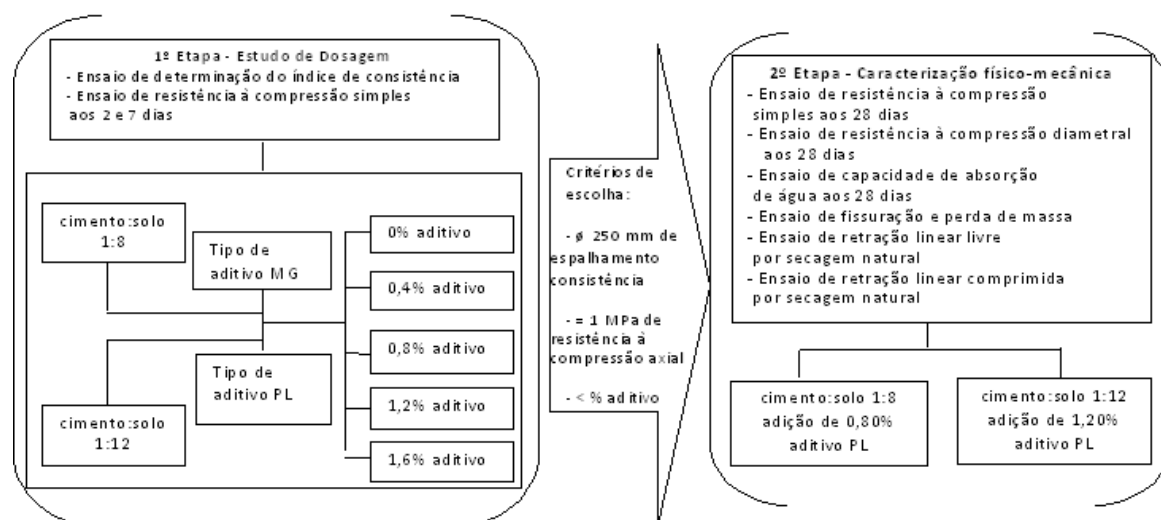 1º Etapa - Estudo de Dosagem
- Ensaio de determinação do índice de consistência
- Ensaio de resistência à compressão simples
aos 2 e 7 dias
cimento:solo
1:8
Tipo de
aditivo MG
Tipo de
aditivo PL
cimento:solo
1:12
0% aditivo
0,4% aditivo
0,8% aditivo
1,2% aditivo
1,6% aditivo
Critérios de
escolha:
- ø 250 mm de
espalhamento
consistência
- = 1 MPa de
resistência à
compressão axial
- < % aditivo
2º Etapa - Caracterização físico-mecânica
- Ensaio de resistência à compressão
simples aos 28 dias
- Ensaio de resistência à compressão diametral
aos 28 dias
- Ensaio de capacidade de absorção
de água aos 28 dias
- Ensaio de fissuração e perda de massa
- Ensaio de retração linear livre
por secagem natural
- Ensaio de retração linear comprimida
por secagem natural
cimento:solo 1:8
adição de 0,80%
aditivo PL
cimento:solo 1:12
adição de 1,20%
aditivo PL